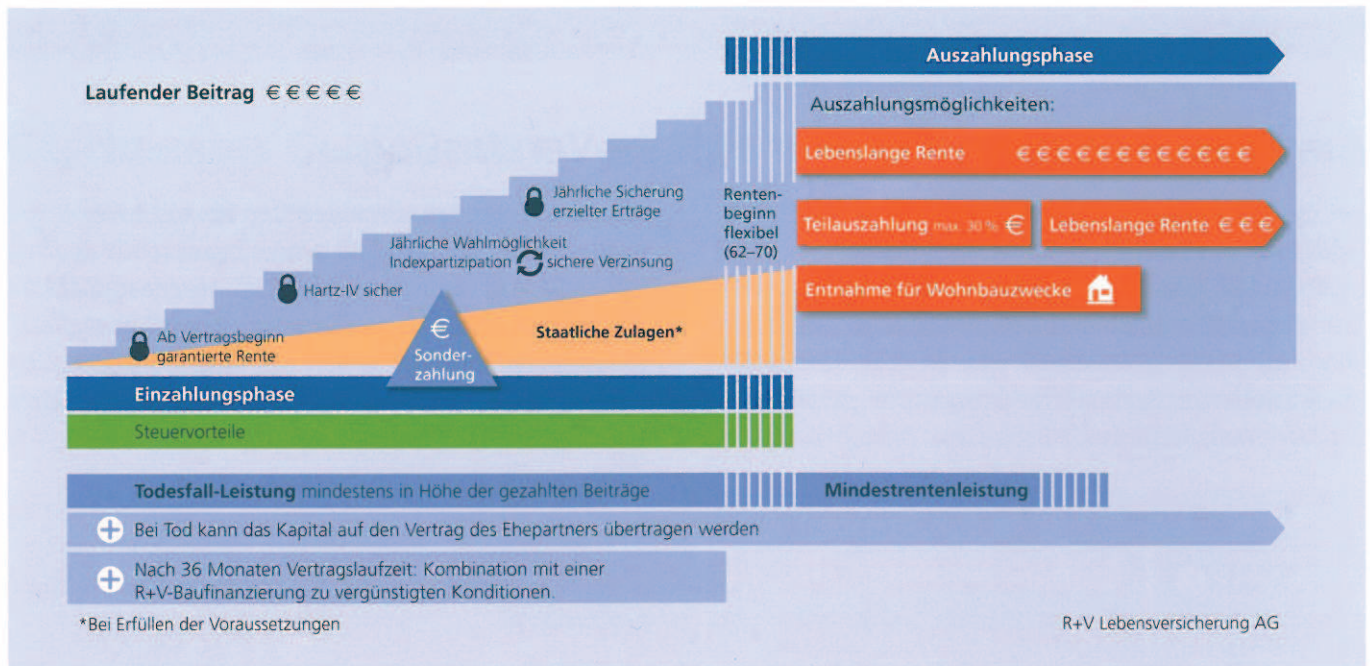 Auszahlungsphase
Laufender Beitrag € € € € €
Auszahlungsmöglichkeiten:
Lebenslange Rente € € € € € € € € € € € €
Jährliche Sicherung
erzielter Erträge
Renten-
beginn
flexibel
(62–70)
Teilauszahlung max. 30 % €
Lebenslange Rente € € €
Jährliche Wahlmöglichkeit
Indexpartizipation sichere Verzinsung
Hartz-IV sicher
Entnahme für Wohnbauzwecke
Ab Vertragsbeginn
garantierte Rente
€
Sonder-
zahlung
Staatliche Zulagen*
Einzahlungsphase
Steuervorteile
Todesfall-Leistung mindestens in Höhe der gezahlten Beiträge
Mindestrentenleistung
Bei Tod kann das Kapital auf den Vertrag des Ehepartners übertragen werden
Nach 36 Monaten Vertragslaufzeit: Kombination mit einer
R+V-Baufinanzierung zu vergünstigten Konditionen.
*Bei Erfüllen der Voraussetzungen
R+V Lebensversicherung AG